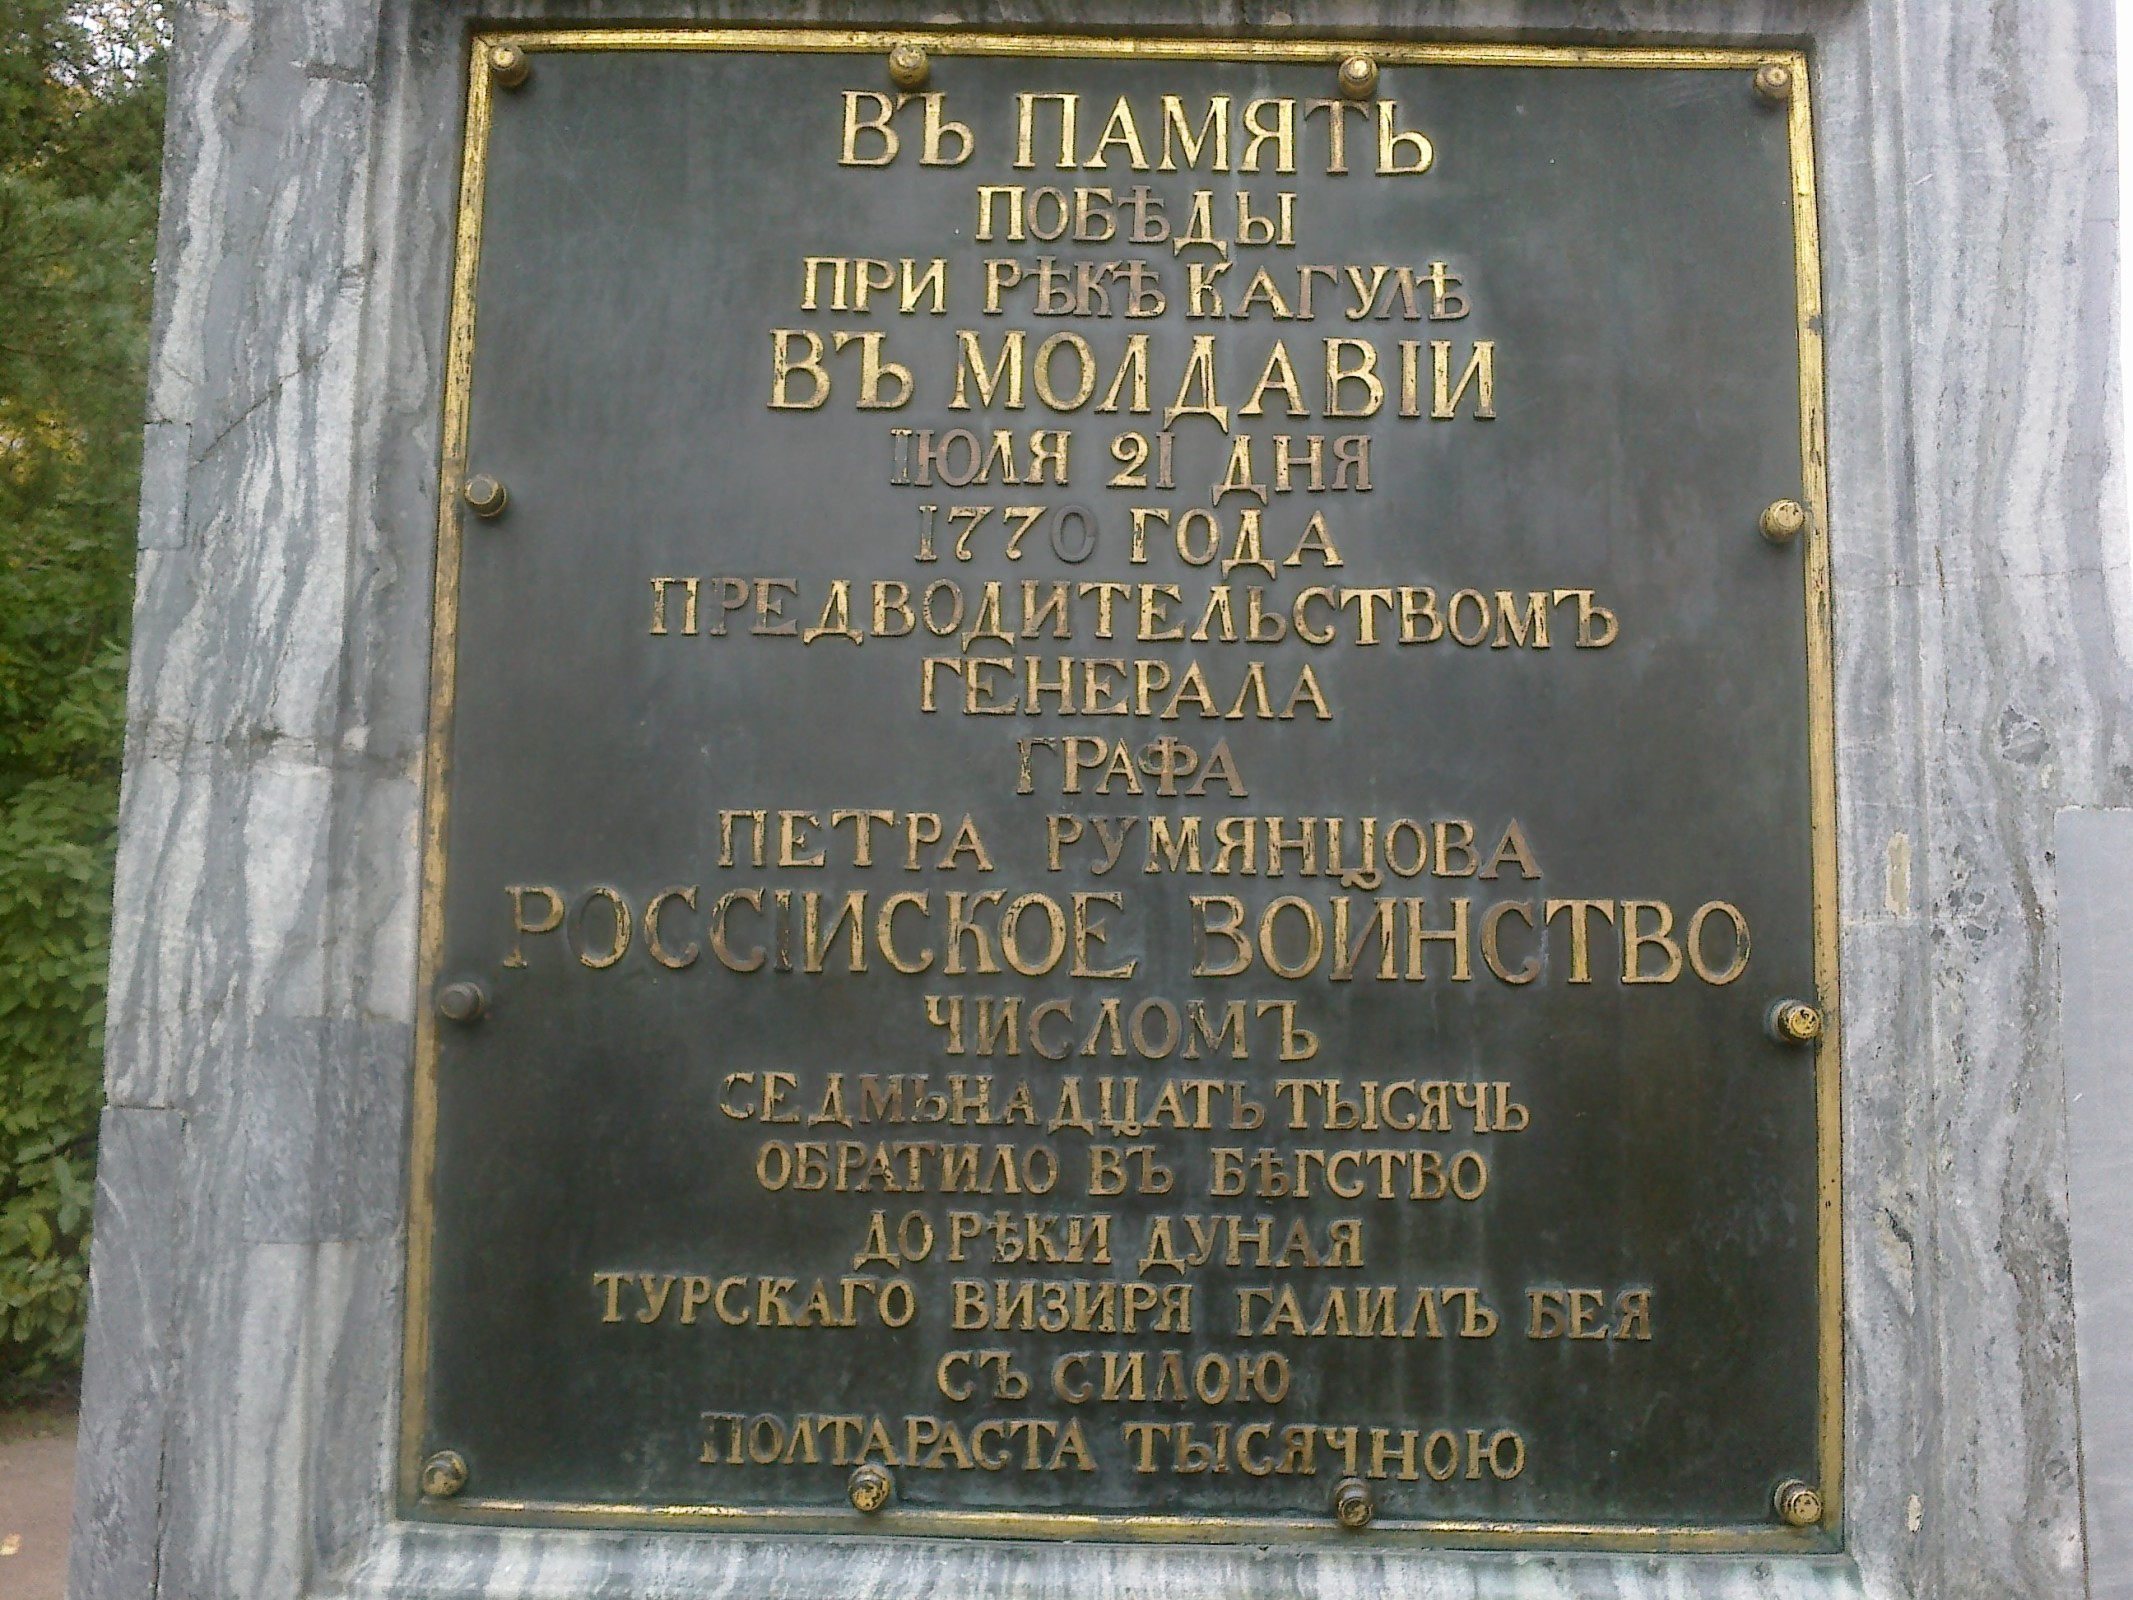 ВЪ ПАМЯТЬ
ПОБѢДЫ
ПРИ РѢКѢ КАГУЛѢ
ВЪ МОЛДАВІИ
ІЮЛЯ 21 ДНЯ
1770 ГОДА
ПРЕДВОДИТЕЛЬСТВОМЪ
ГЕНЕРАЛА
ГРАФА
ПЕТРА РУМЯНЦОВА
РОССІИСКОЕ ВОИНСТВО
ЧИСЛОМЪ
СЕДМЬНАДЦАТЬ ТЫСЯЧЬ
ОБРАТИЛО ВЪ БѢГСТВО
ДО РѢКИ ДУНАЯ
ТУРСКАГО ВИЗИРЯ ГАЛИЛЪ БЕЯ
СЪ СИЛОЮ
ПОЛТАРАСТА ТЫСЯЧНОЮ